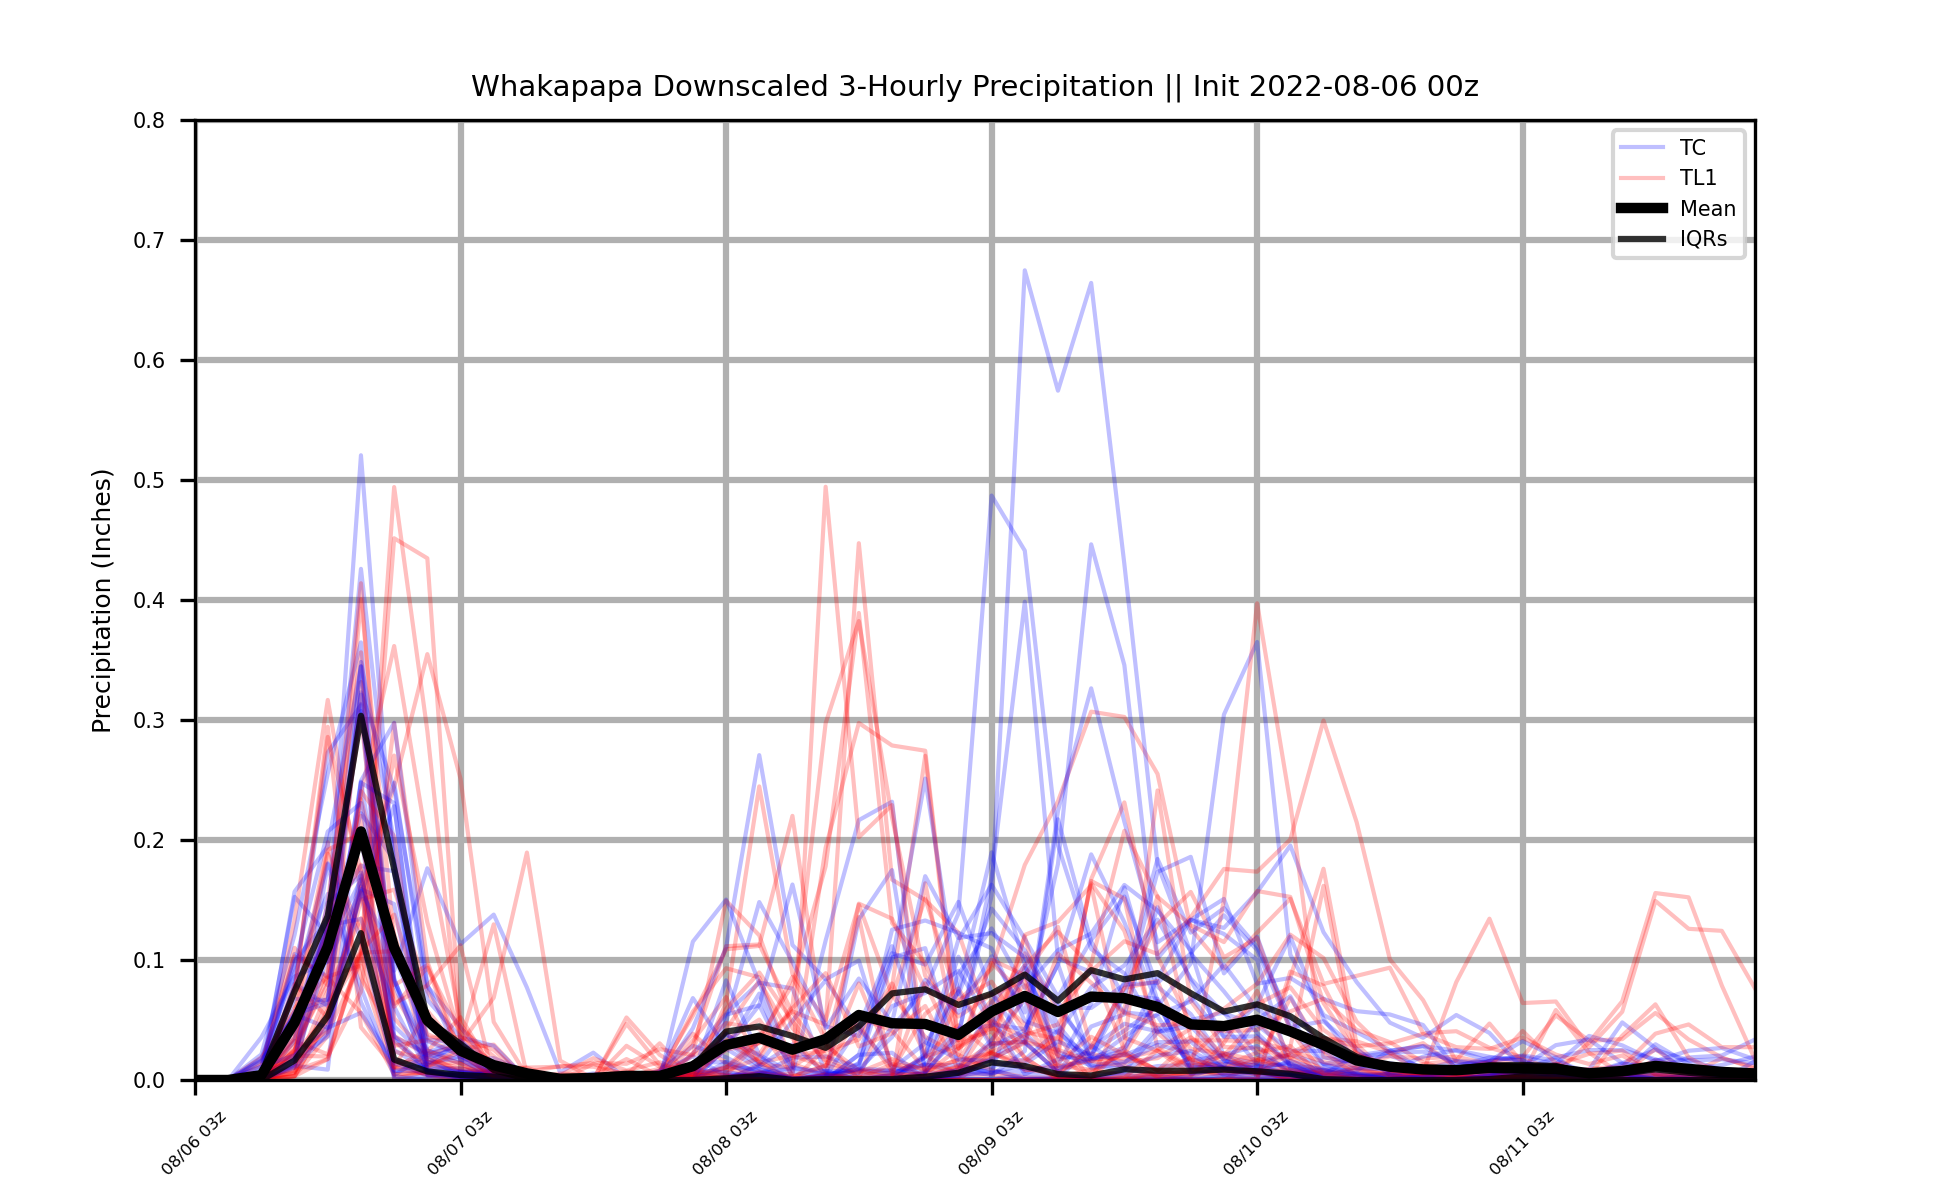 Whakapapa Downscaled 3-Hourly Precipitation || Init 2022-08-06 00z
TC
TL1
Mean
IQRs
Precipitation (Inches)
0.8
0.7
0.6
0.5
0.4
0.3
0.2
0.1
0.0
08/06 03z
08/07 03z
08/08 03z
08/09 03z
08/10 03z
08/11 03z